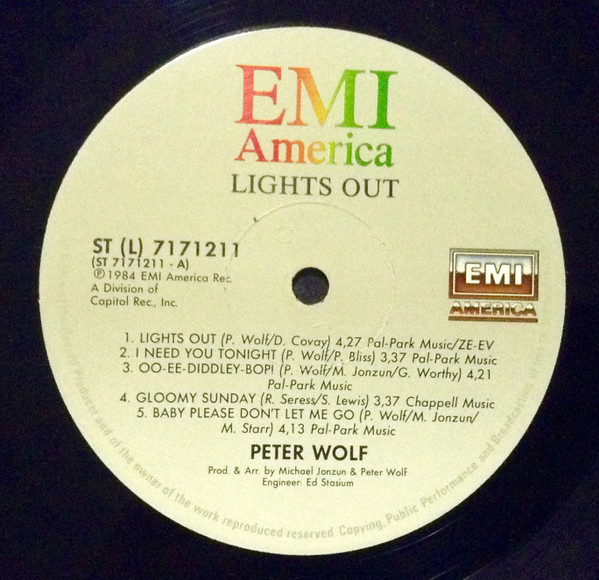 EMI
America
LIGHTS OUT
ST (L) 7171211
(ST 7171211 - A)
℗ 1984 EMI America Rec.
A Division of
Capitol Rec., Inc.
EMI
AMERICA
1. LIGHTS OUT (P. Wolf/D. Covay) 4,27 Pal-Park Music/ZE-EV
2. I NEED YOU TONIGHT (P. Wolf/P. Bliss) 3,37 Pal-Park Music
3. OO-EE-DIDDLEY-BOP! (P. Wolf/M. Jonzun/G. Worthy) 4,21
Pal-Park Music
4. GLOOMY SUNDAY (R. Seress/S. Lewis) 3,37 Chappell Music
5. BABY PLEASE DON'T LET ME GO (P. Wolf/M. Jonzun/
M. Starr) 4,13 Pal-Park Music
PETER WOLF
Prod. & Arr. by Michael Jonzun & Peter Wolf
Engineer: Ed Stasium
Producer and of the owner of the work reproduced reserved. Copying, Public Performance and Broadcasting of